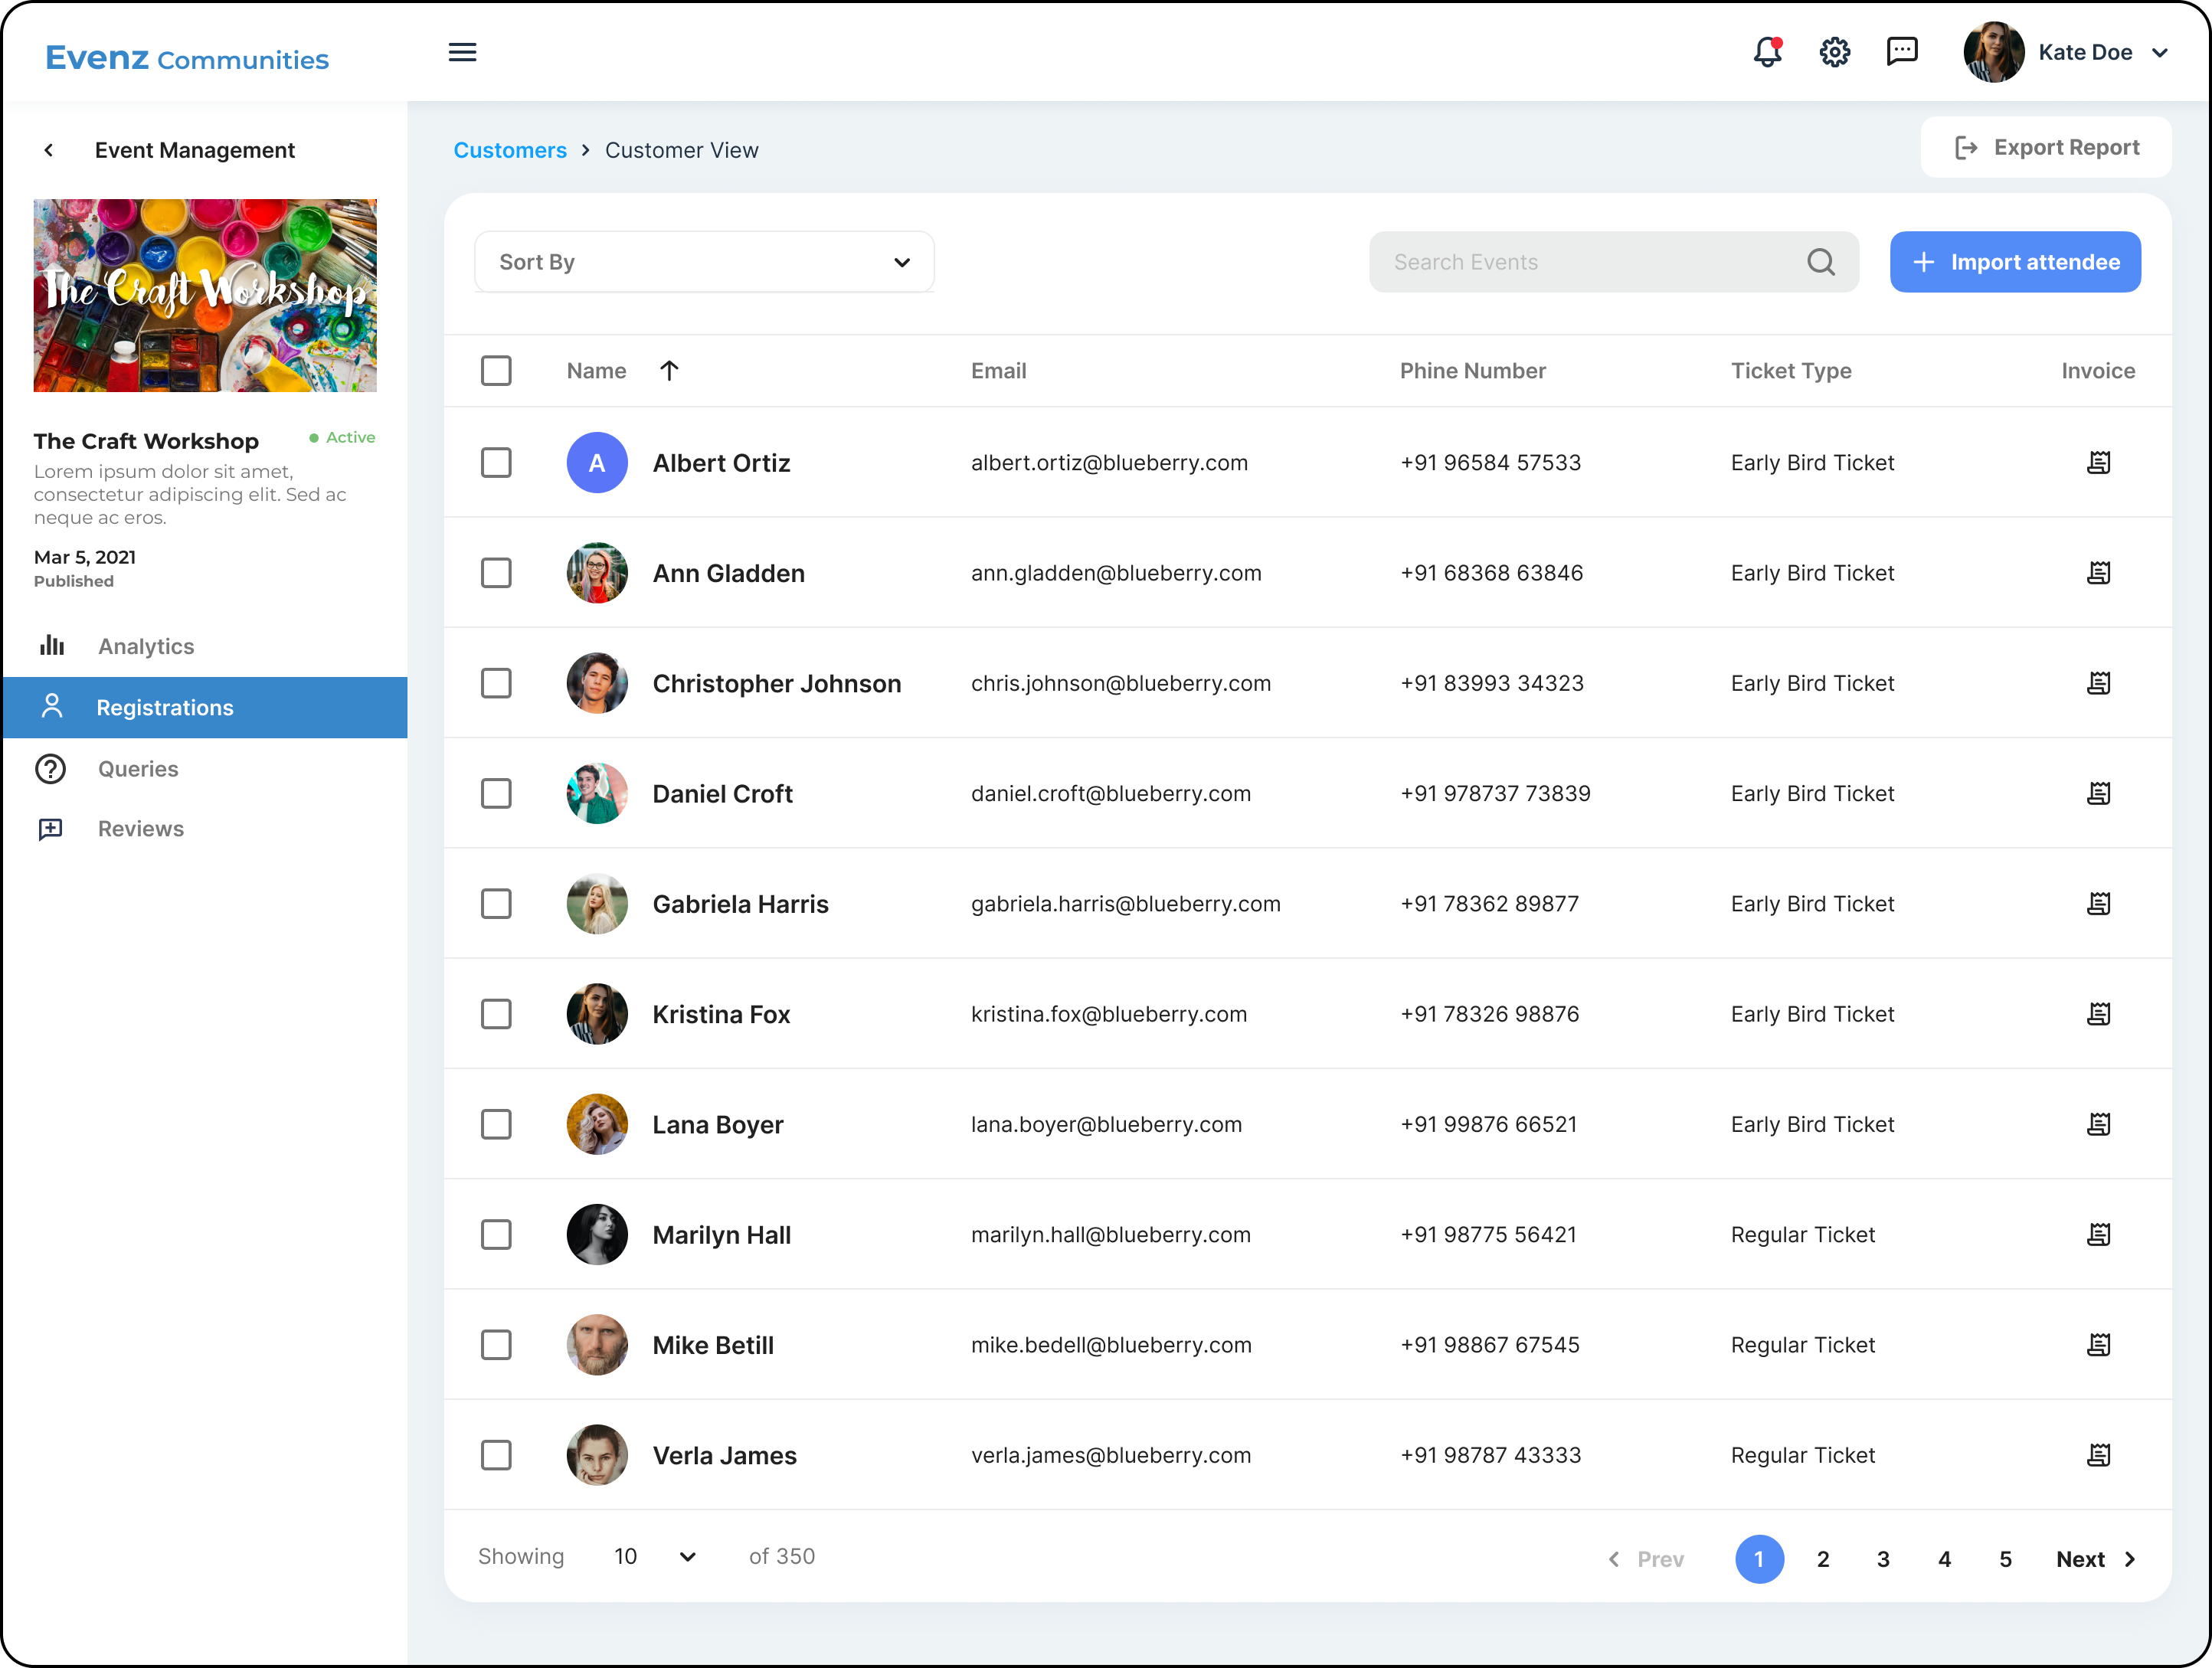 Evenz Communities
Kate Doe
Event Management
Customers > Customer View
Export Report
The Craft Workshop
Sort By
Search Events
+ Import attendee
Name ↑ Email Phine Number Ticket Type Invoice
A Albert Ortiz albert.ortiz@blueberry.com +91 96584 57533 Early Bird Ticket
Ann Gladden ann.gladden@blueberry.com +91 68368 63846 Early Bird Ticket
Christopher Johnson chris.johnson@blueberry.com +91 83993 34323 Early Bird Ticket
Daniel Croft daniel.croft@blueberry.com +91 978737 73839 Early Bird Ticket
Gabriela Harris gabriela.harris@blueberry.com +91 78362 89877 Early Bird Ticket
Kristina Fox kristina.fox@blueberry.com +91 78326 98876 Early Bird Ticket
Lana Boyer lana.boyer@blueberry.com +91 99876 66521 Early Bird Ticket
Marilyn Hall marilyn.hall@blueberry.com +91 98775 56421 Regular Ticket
Mike Betill mike.bedell@blueberry.com +91 98867 67545 Regular Ticket
Verla James verla.james@blueberry.com +91 98787 43333 Regular Ticket
Showing 10 of 350
< Prev 1 2 3 4 5 Next >
The Craft Workshop
Active
Lorem ipsum dolor sit amet,
consectetur adipiscing elit. Sed ac
neque ac eros.
Mar 5, 2021
Published
Analytics
Registrations
Queries
Reviews